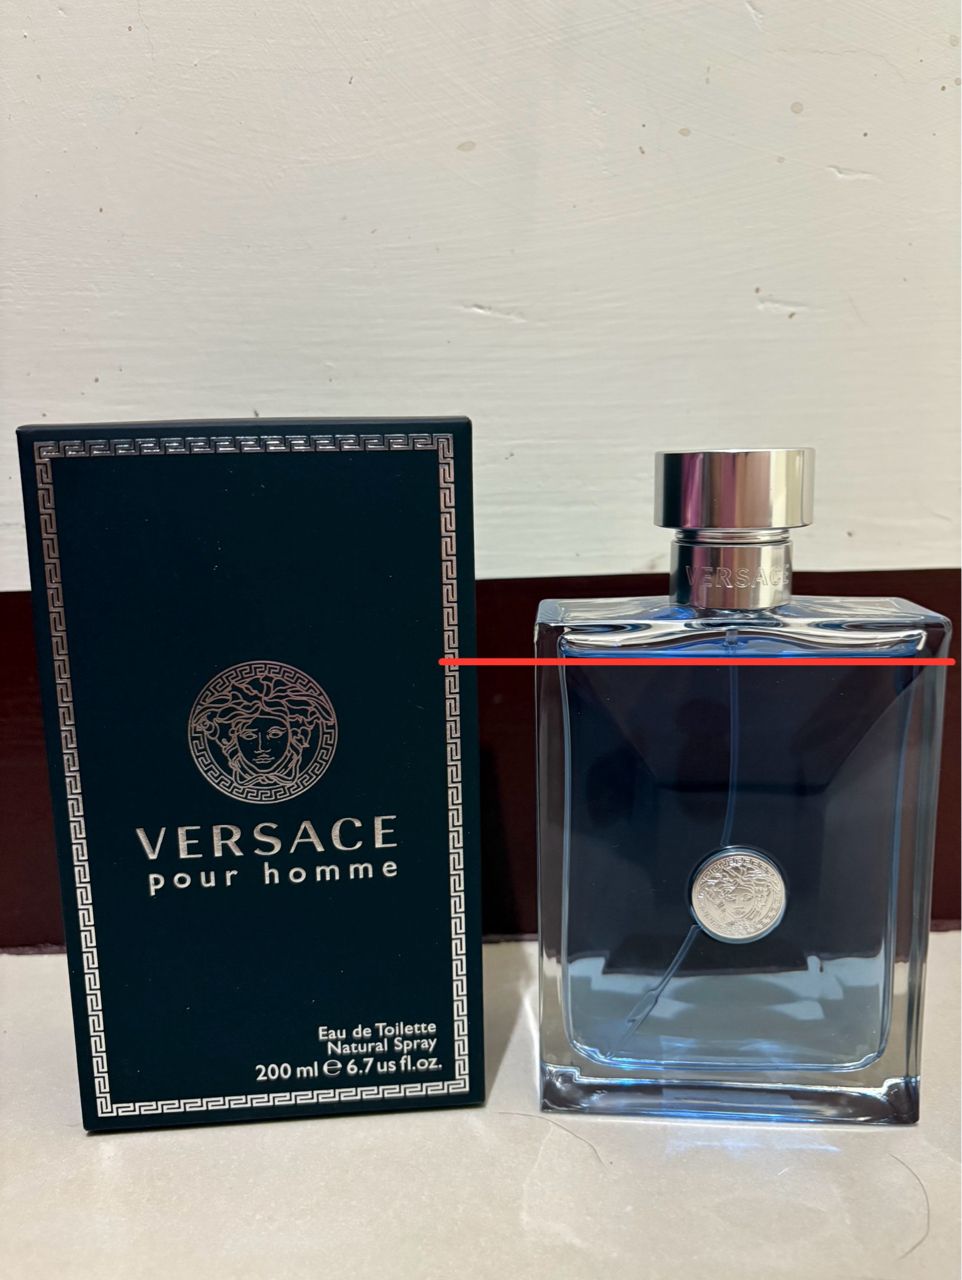 VERSACE
pour homme
Eau de Toilette
Natural Spray
200 ml ℮ 6.7 us fl.oz.
VERSACE